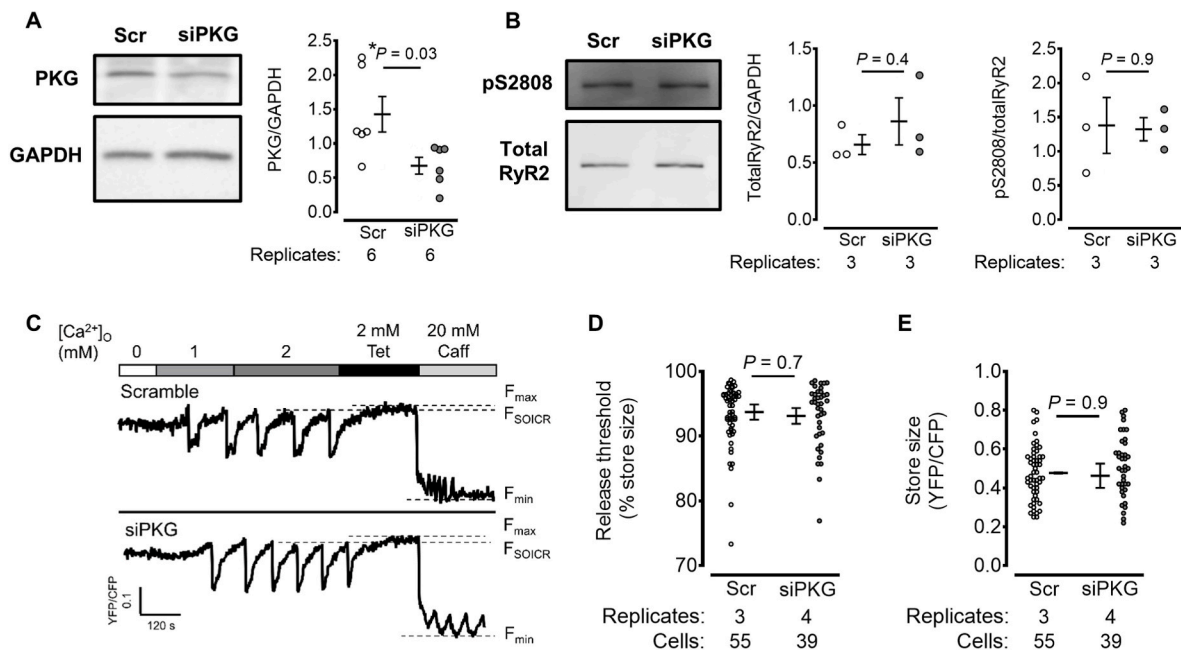 A
Scr siPKG
PKG
GAPDH
PKG/GAPDH
2.5
2.0
1.5
1.0
0.5
0.0
*P = 0.03
Scr siPKG
Replicates: 6 6
B
Scr siPKG
pS2808
Total
RyR2
TotalRyR2/GAPDH
1.5
1.0
0.5
0.0
P = 0.4
Scr siPKG
Replicates: 3 3
pS2808/totalRyR2
2.5
2.0
1.5
1.0
0.5
0.0
P = 0.9
Scr siPKG
Replicates: 3 3
C
[Ca2+]O
(mM)
2 mM 20 mM
0 1 2 Tet Caff
Scramble
Fmax
FSOICR
Fmin
siPKG
Fmax
FSOICR
Fmin
YFP/CFP
0.1
120 s
D
Release threshold
(% store size)
100
90
80
70
P = 0.7
Scr siPKG
Replicates: 3 4
Cells: 55 39
E
Store size
(YFP/CFP)
1.0
0.8
0.6
0.4
0.2
0.0
P = 0.9
Scr siPKG
Replicates: 3 4
Cells: 55 39